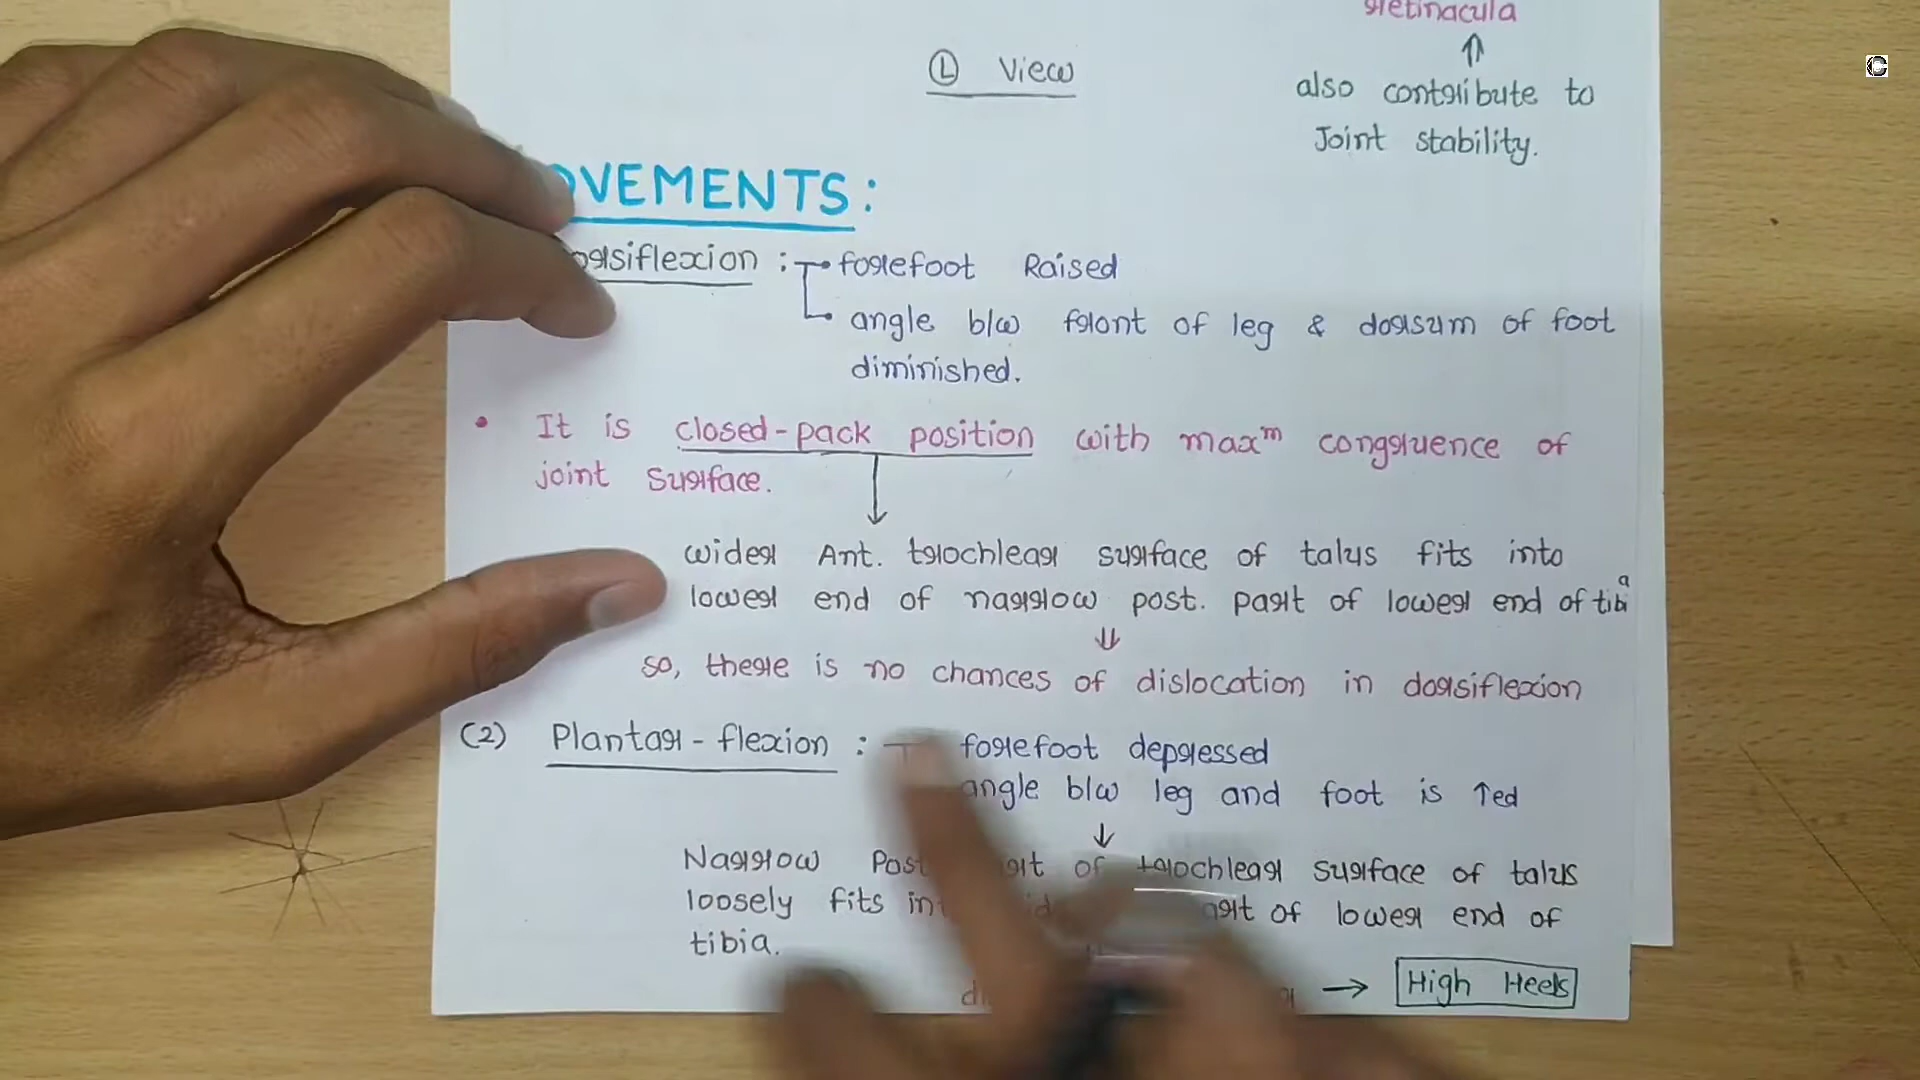 retinacula
Ⓛ View
also contribute to
Joint stability.
MOVEMENTS:
Dorsiflexion : forefoot Raised
angle b/w front of leg & dorsum of foot
diminished.
• It is closed-pack position with maxᵐ congruence of
joint surface.
wider Ant. trochlear surface of talus fits into
lower end of narrow post. part of lower end of tibia
so, there is no chances of dislocation in dorsiflexion
(2) Plantar-flexion : forefoot depressed
angle b/w leg and foot is ↑ed
Narrow Post of trochlear surface of talus
loosely fits of lower end of
tibia.
→ High Heels